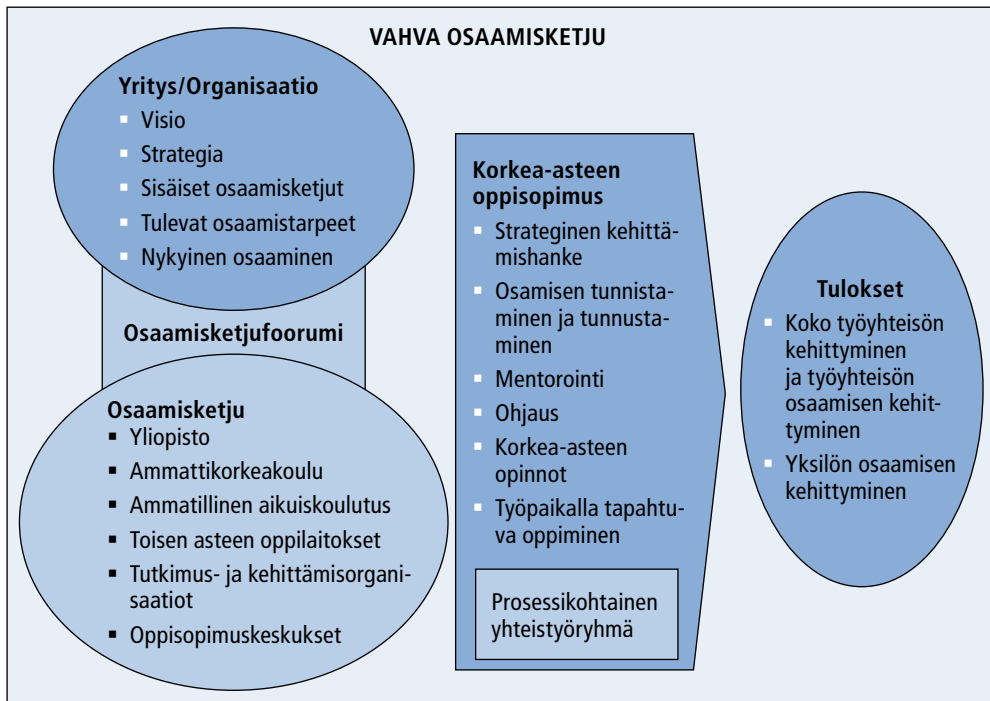 VAHVA OSAAMISKETJU
Yritys/Organisaatio
▪ Visio
▪ Strategia
▪ Sisäiset osaamisketjut
▪ Tulevat osaamistarpeet
▪ Nykyinen osaaminen
Osaamisketjufoorumi
Osaamisketju
▪ Yliopisto
▪ Ammattikorkeakoulu
▪ Ammatillinen aikuiskoulutus
▪ Toisen asteen oppilaitokset
▪ Tutkimus- ja kehittämisorgani-
saatiot
▪ Oppisopimuskeskukset
Korkea-asteen
oppisopimus
▪ Strateginen kehittä-
mishanke
▪ Osamisen tunnista-
minen ja tunnusta-
minen
▪ Mentorointi
▪ Ohjaus
▪ Korkea-asteen
opinnot
▪ Työpaikalla tapahtu-
va oppiminen
Prosessikohtainen
yhteistyöryhmä
Tulokset
▪ Koko työyhteisön
kehittyminen
ja työyhteisön
osaamisen kehit-
tyminen
▪ Yksilön osaamisen
kehittyminen